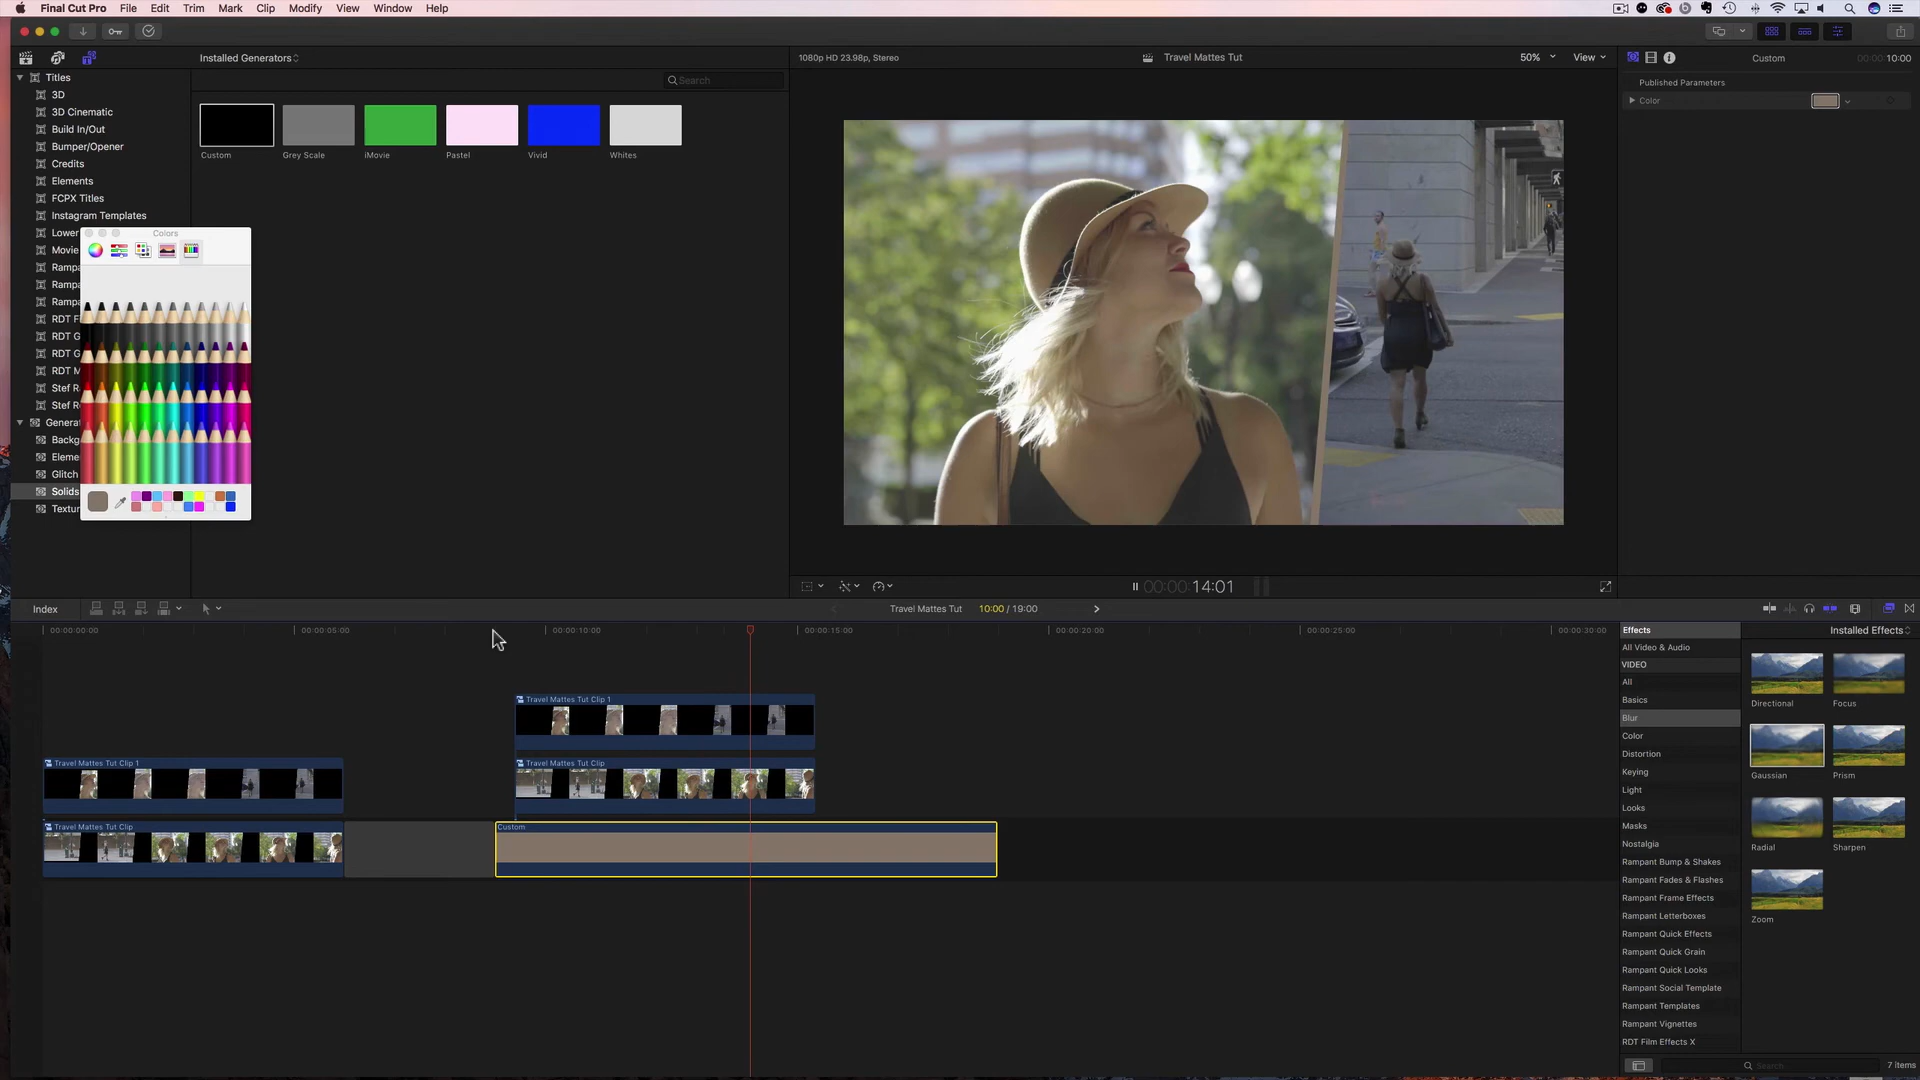 Final Cut Pro File Edit Trim Mark Clip Modify View Window Help
Installed Generators
1080p HD 23.98p, Stereo
Travel Mattes Tut
50%
View
Custom
10:00
Search
Published Parameters
Color
Titles
3D
3D Cinematic
Build In/Out
Bumper/Opener
Credits
Elements
FCPX Titles
Instagram Templates
Lower
Movie
Rampa
Rampa
Rampa
RDT F
RDT G
RDT G
RDT M
Stef R
Stef R
Genera
Backg
Eleme
Glitch
Solids
Textur
Custom
Grey Scale
iMovie
Pastel
Vivid
Whites
Colors
00:00:14:01
Index
Travel Mattes Tut
10:00 / 19:00
00:00:00:00
00:00:05:00
00:00:10:00
00:00:15:00
00:00:20:00
00:00:25:00
00:00:30:00
Travel Mattes Tut Clip 1
Travel Mattes Tut Clip 1
Travel Mattes Tut Clip
Travel Mattes Tut Clip
Custom
Effects
Installed Effects
All Video & Audio
VIDEO
All
Basics
Blur
Color
Distortion
Keying
Light
Looks
Masks
Nostalgia
Rampant Bump & Shakes
Rampant Fades & Flashes
Rampant Frame Effects
Rampant Letterboxes
Rampant Quick Effects
Rampant Quick Grain
Rampant Quick Looks
Rampant Social Template
Rampant Templates
Rampant Vignettes
RDT Film Effects X
Directional
Focus
Gaussian
Prism
Radial
Sharpen
Zoom
Search
7 items